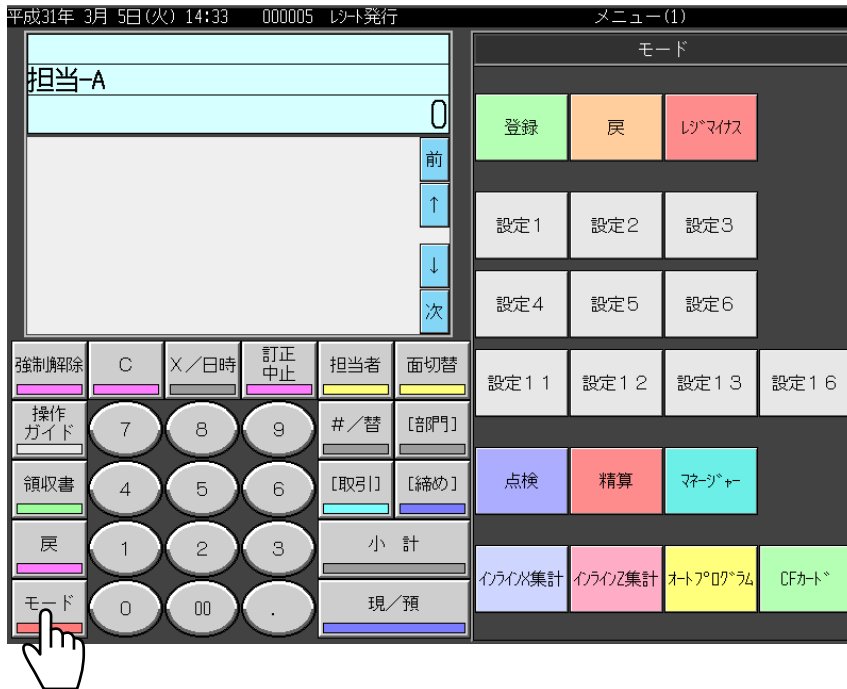 平成31年 3月 5日(火) 14:33 000005 ﾚｼｰﾄ発行 メニュー(1)
担当-A
0
前
↑
↓
次
強制解除 C X／日時 訂正中止 担当者 面切替
操作ガイド 7 8 9 #／替 [部門]
領収書 4 5 6 [取引] [締め]
戻 1 2 3 小 計
モード 0 00 . 現／預
モード
登録 戻 ﾚｼﾞﾏｲﾅｽ
設定1 設定2 設定3
設定4 設定5 設定6
設定11 設定12 設定13 設定16
点検 精算 ﾏﾈｰｼﾞｬｰ
ｲﾝﾗｲﾝX集計 ｲﾝﾗｲﾝZ集計 ｵｰﾄﾌﾟﾛｸﾞﾗﾑ CFｶｰﾄﾞ